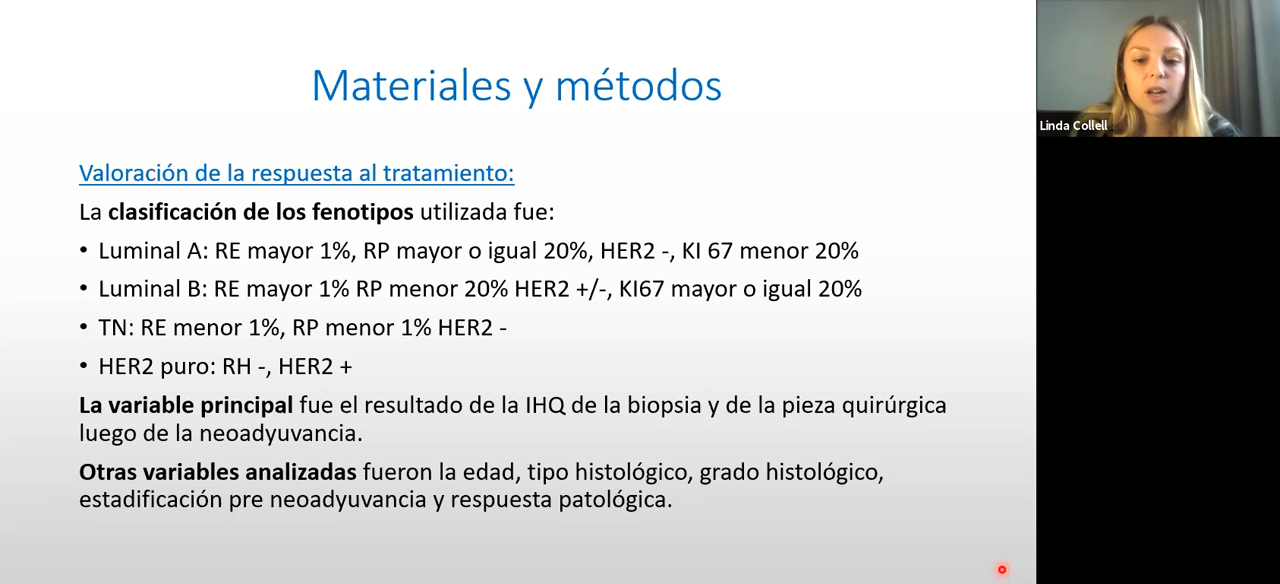 Materiales y métodos
Valoración de la respuesta al tratamiento:
La clasificación de los fenotipos utilizada fue:
• Luminal A: RE mayor 1%, RP mayor o igual 20%, HER2 -, KI 67 menor 20%
• Luminal B: RE mayor 1% RP menor 20% HER2 +/-, KI67 mayor o igual 20%
• TN: RE menor 1%, RP menor 1% HER2 -
• HER2 puro: RH -, HER2 +
La variable principal fue el resultado de la IHQ de la biopsia y de la pieza quirúrgica
luego de la neoadyuvancia.
Otras variables analizadas fueron la edad, tipo histológico, grado histológico,
estadificación pre neoadyuvancia y respuesta patológica.
Linda Collell